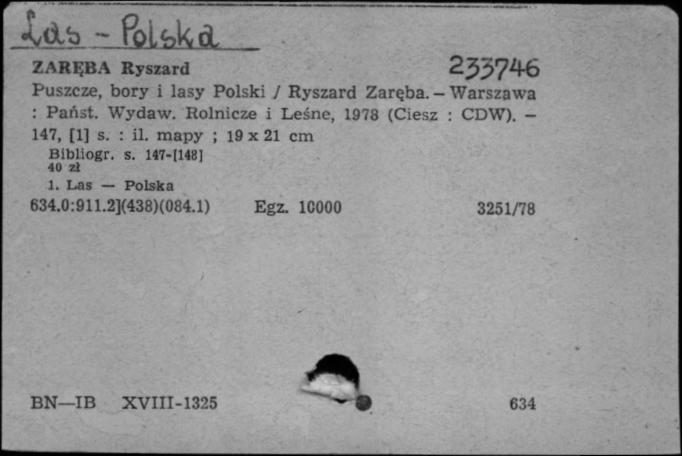 Las - Polska
ZARĘBA Ryszard 233746
Puszcze, bory i lasy Polski / Ryszard Zaręba. — Warszawa
: Państ. Wydaw. Rolnicze i Leśne, 1978 (Ciesz : CDW). —
147, [1] s. : il. mapy ; 19 x 21 cm
Bibliogr. s. 147-[148]
40 zł
1. Las — Polska
634.0:911.2](438)(084.1) Egz. 10000 3251/78
BN—IB XVIII-1325 634